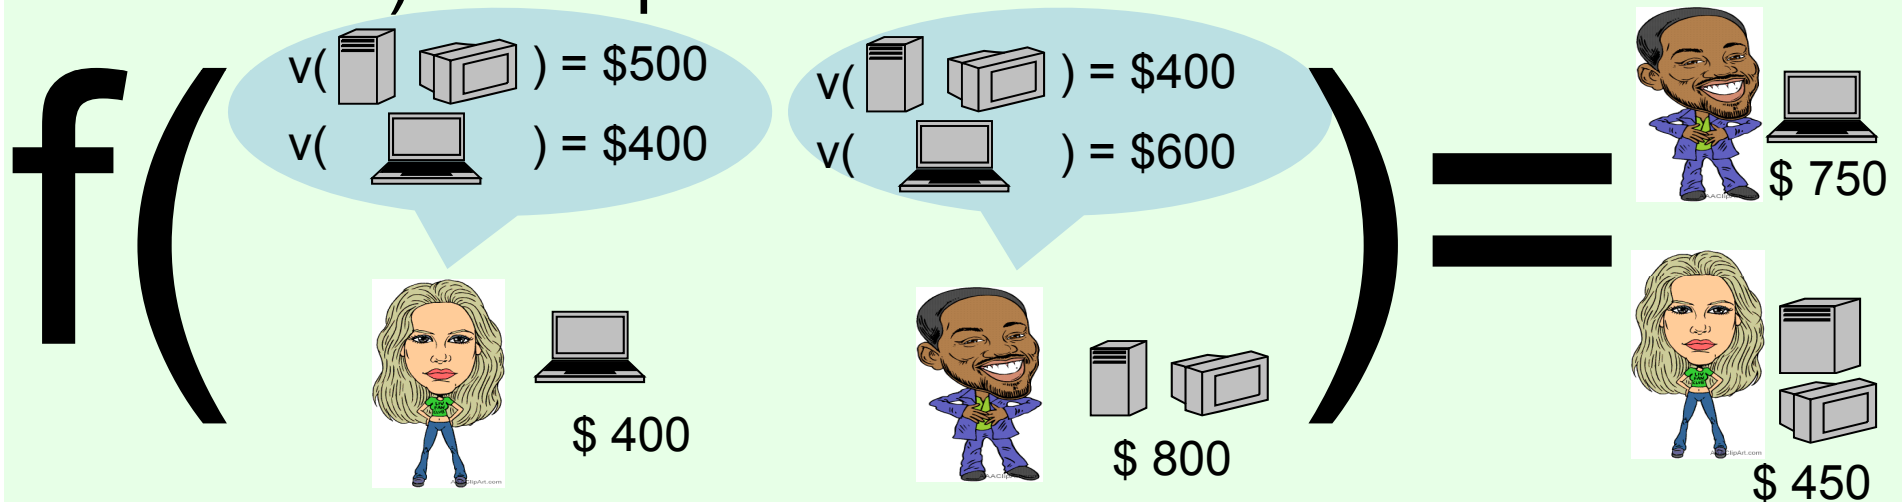 f(
v( ) = $500
v( ) = $400
v( ) = $400
v( ) = $600
$ 400
$ 800
)
=
$ 750
$ 450